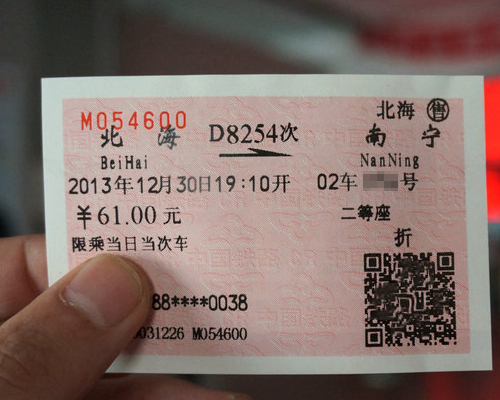 北海 售
M054600
北海 D8254次 南宁
BeiHai NanNing
2013年12月30日19:10开 02车 号
￥61.00元 二等座
限乘当日当次车 折
88****0038
0031226 M054600